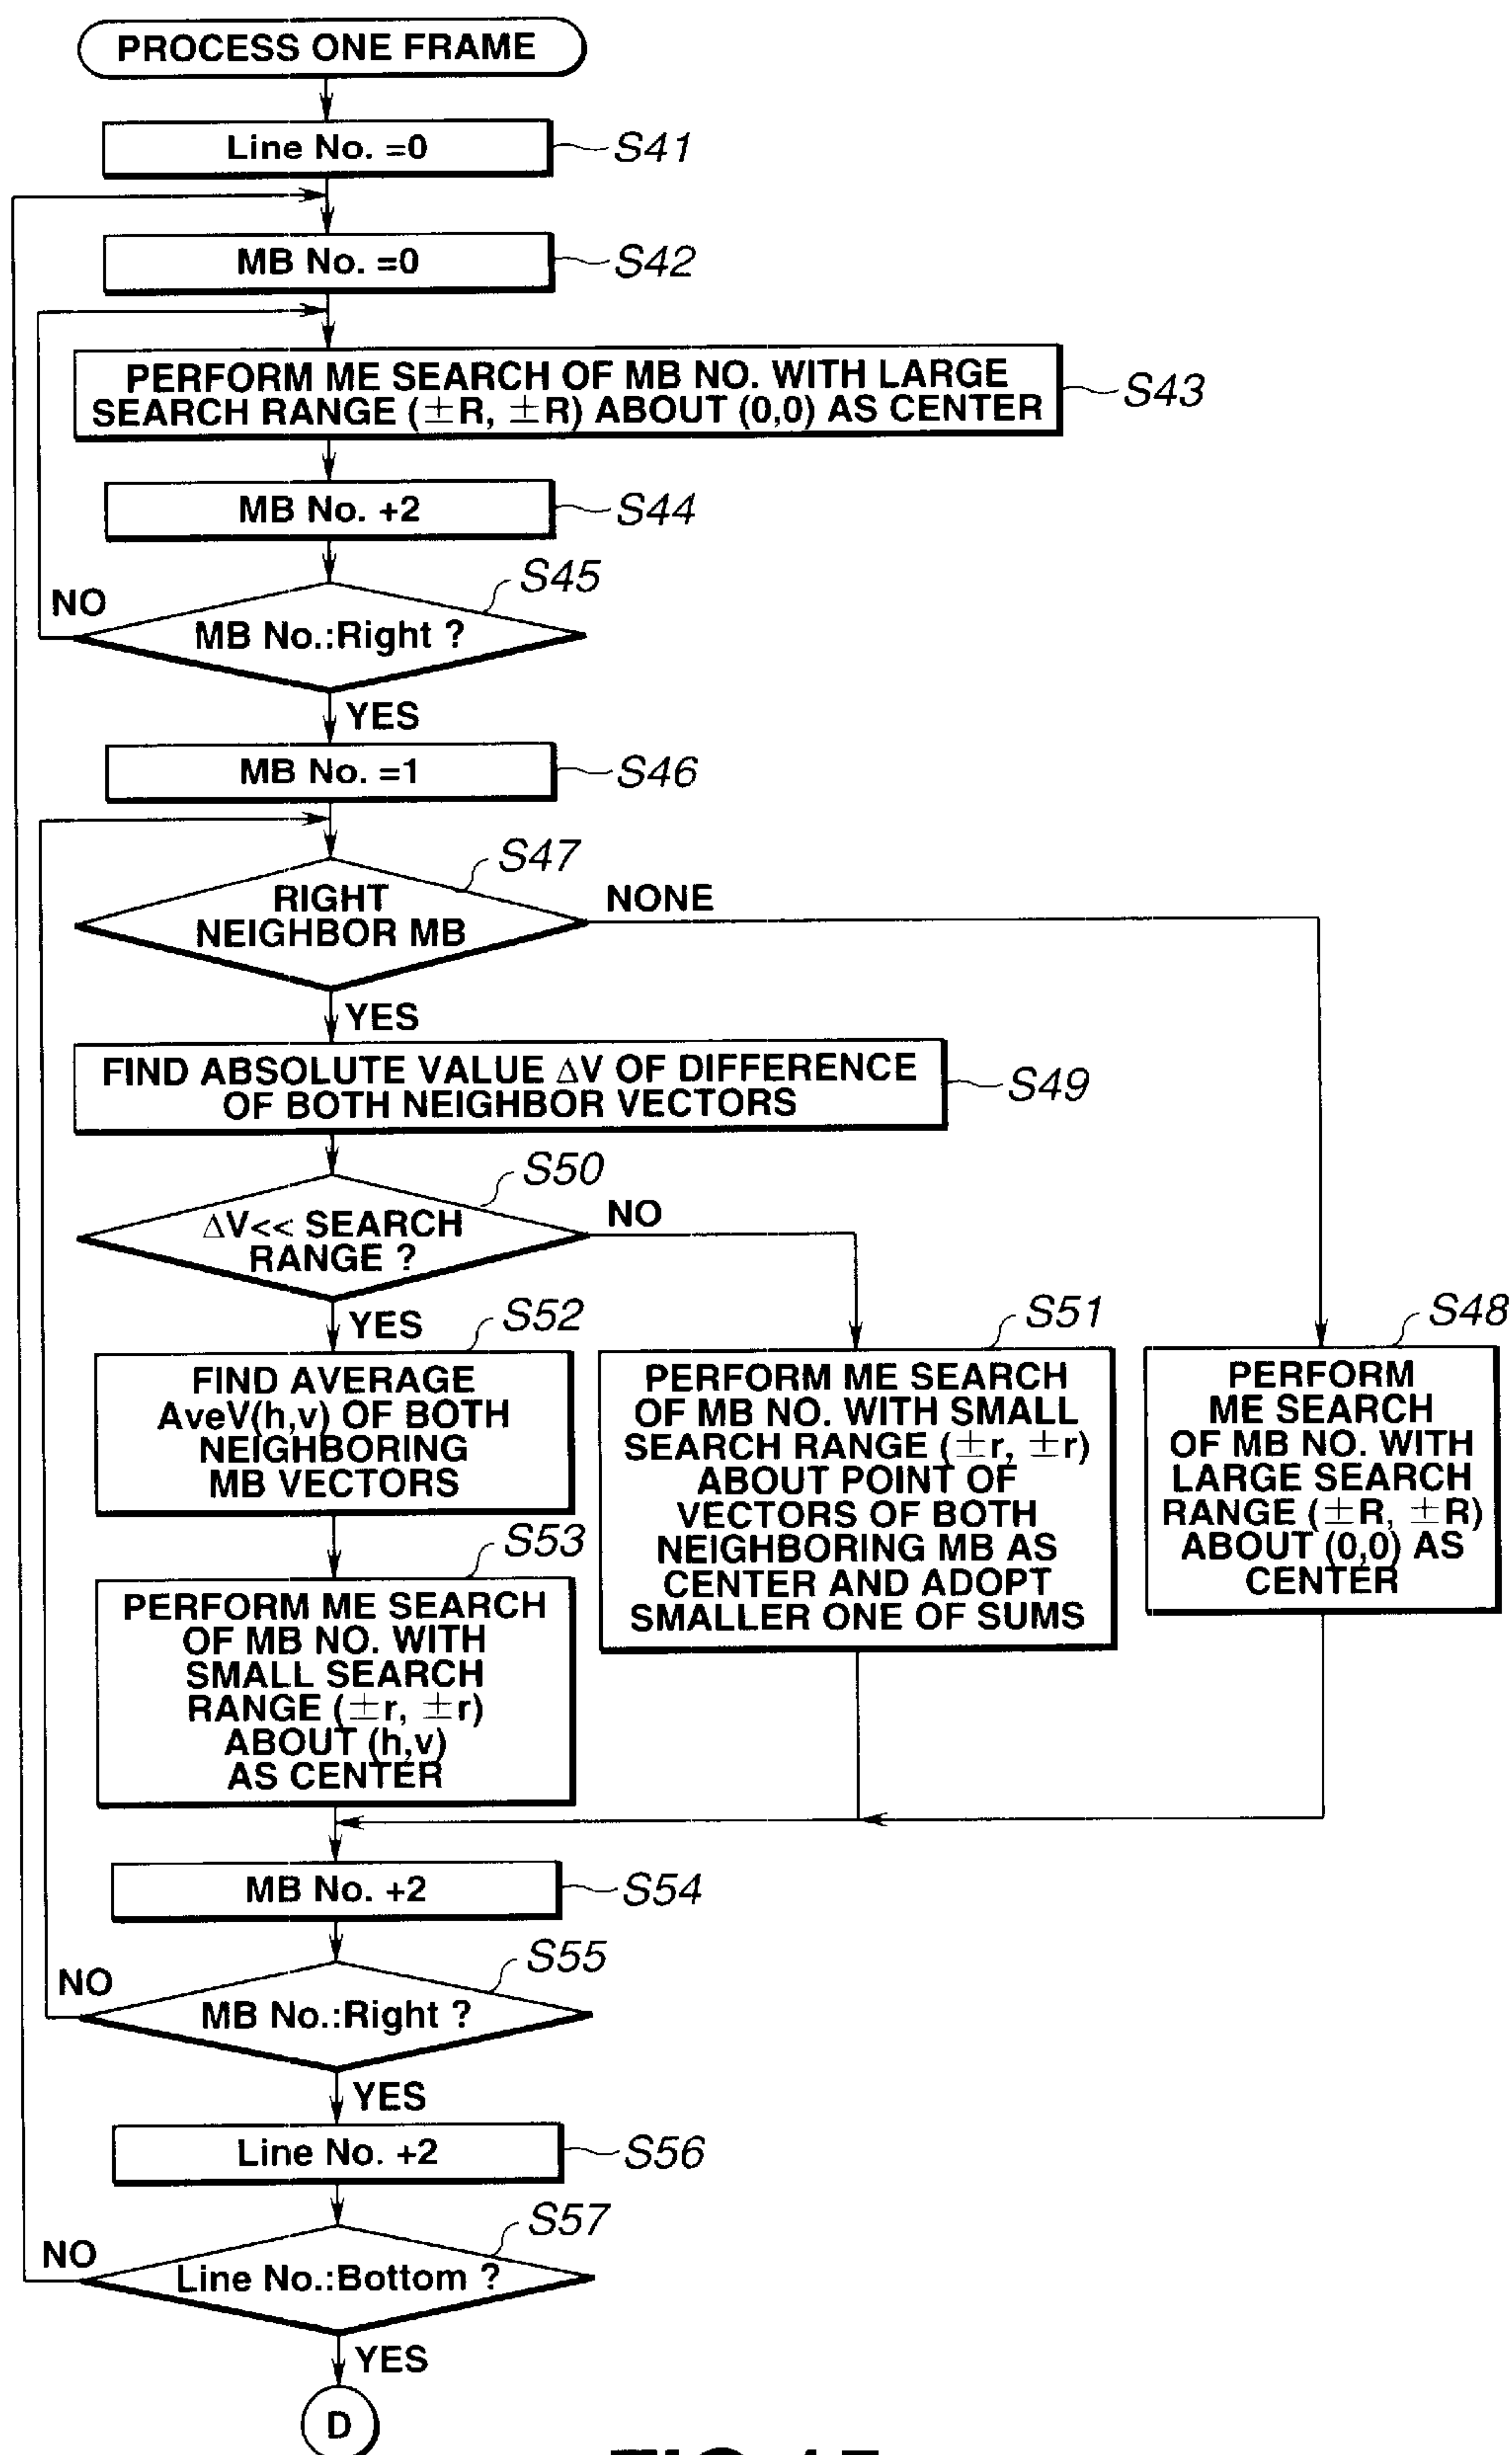 PROCESS ONE FRAME
Line No. =0
S41
MB No. =0
S42
PERFORM ME SEARCH OF MB NO. WITH LARGE
SEARCH RANGE (±R, ±R) ABOUT (0,0) AS CENTER
S43
MB No. +2
S44
S45
NO
MB No.:Right ?
YES
MB No. =1
S46
S47
RIGHT
NEIGHBOR MB
NONE
YES
FIND ABSOLUTE VALUE ΔV OF DIFFERENCE
OF BOTH NEIGHBOR VECTORS
S49
S50
ΔV<< SEARCH
RANGE ?
NO
YES
S52
FIND AVERAGE
AveV(h,v) OF BOTH
NEIGHBORING
MB VECTORS
S51
PERFORM ME SEARCH
OF MB NO. WITH SMALL
SEARCH RANGE (±r, ±r)
ABOUT POINT OF
VECTORS OF BOTH
NEIGHBORING MB AS
CENTER AND ADOPT
SMALLER ONE OF SUMS
S48
PERFORM
ME SEARCH
OF MB NO. WITH
LARGE SEARCH
RANGE (±R, ±R)
ABOUT (0,0) AS
CENTER
S53
PERFORM ME SEARCH
OF MB NO. WITH
SMALL SEARCH
RANGE (±r, ±r)
ABOUT (h,v)
AS CENTER
MB No. +2
S54
S55
NO
MB No.:Right ?
YES
Line No. +2
S56
S57
NO
Line No.:Bottom ?
YES
D